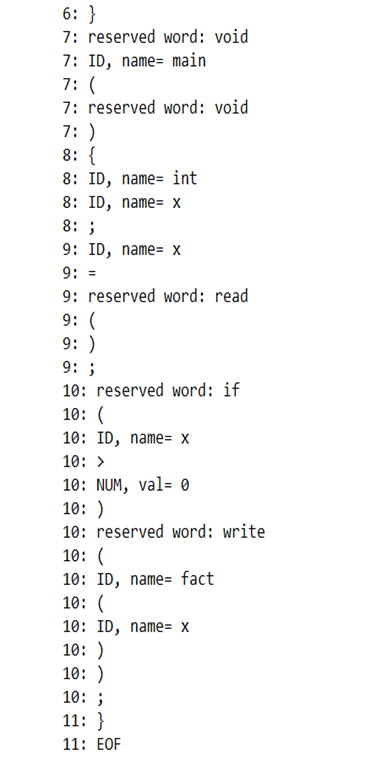 6: }
7: reserved word: void
7: ID, name= main
7: (
7: reserved word: void
7: )
8: {
8: ID, name= int
8: ID, name= x
8: ;
9: ID, name= x
9: =
9: reserved word: read
9: (
9: )
9: ;
10: reserved word: if
10: (
10: ID, name= x
10: >
10: NUM, val= 0
10: )
10: reserved word: write
10: (
10: ID, name= fact
10: (
10: ID, name= x
10: )
10: )
10: ;
11: }
11: EOF